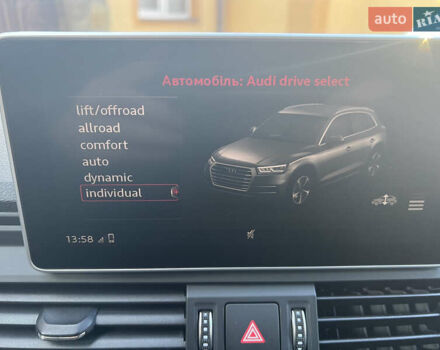 auto RIA
Автомобіль: Audi drive select
lift/offroad
allroad
comfort
auto
dynamic
individual
13:58